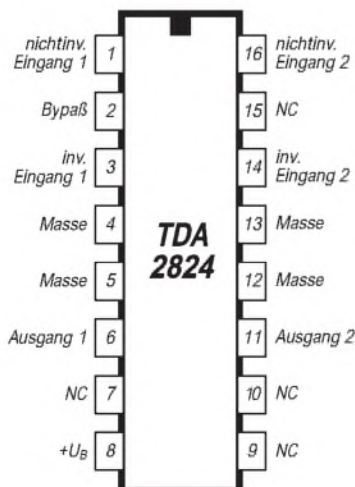 nichtinv.
Eingang 1 1 16 nichtinv.
Eingang 2
Bypaß 2 15 NC
inv.
Eingang 1 3 14 inv.
Eingang 2
Masse 4 13 Masse
TDA
2824
Masse 5 12 Masse
Ausgang 1 6 11 Ausgang 2
NC 7 10 NC
+UB 8 9 NC